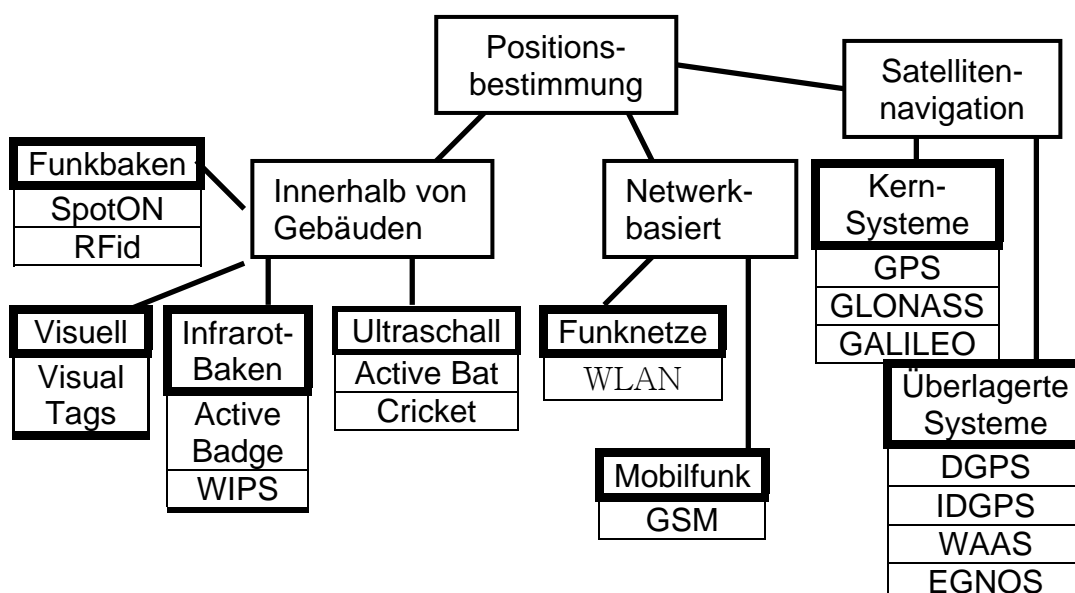 Positions-
bestimmung
Satelliten-
navigation
Funkbaken
SpotON
RFid
Innerhalb von
Gebäuden
Netwerk-
basiert
Kern-
Systeme
GPS
GLONASS
GALILEO
Visuell
Visual
Tags
Infrarot-
Baken
Active
Badge
WIPS
Ultraschall
Active Bat
Cricket
Funknetze
WLAN
Mobilfunk
GSM
Überlagerte
Systeme
DGPS
IDGPS
WAAS
EGNOS